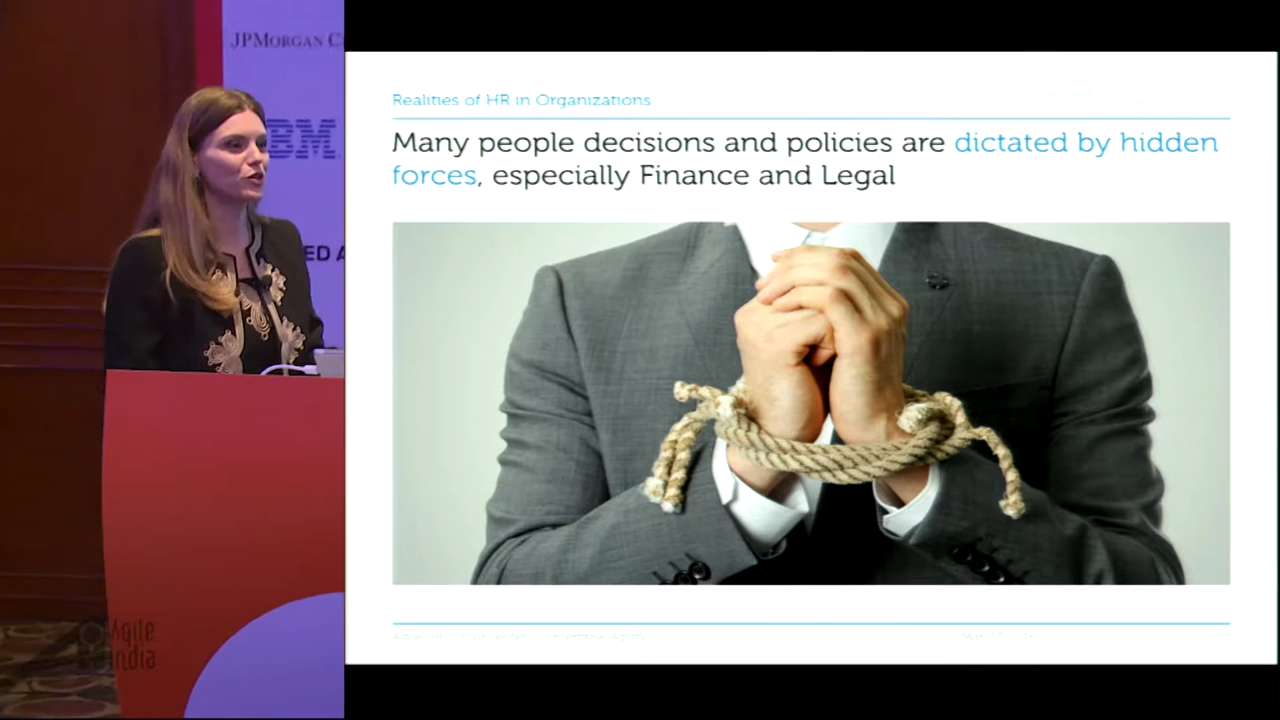 JPMORGAN C
IBM
ED A
Realities of HR in Organizations
Many people decisions and policies are dictated by hidden
forces, especially Finance and Legal
Agile
India